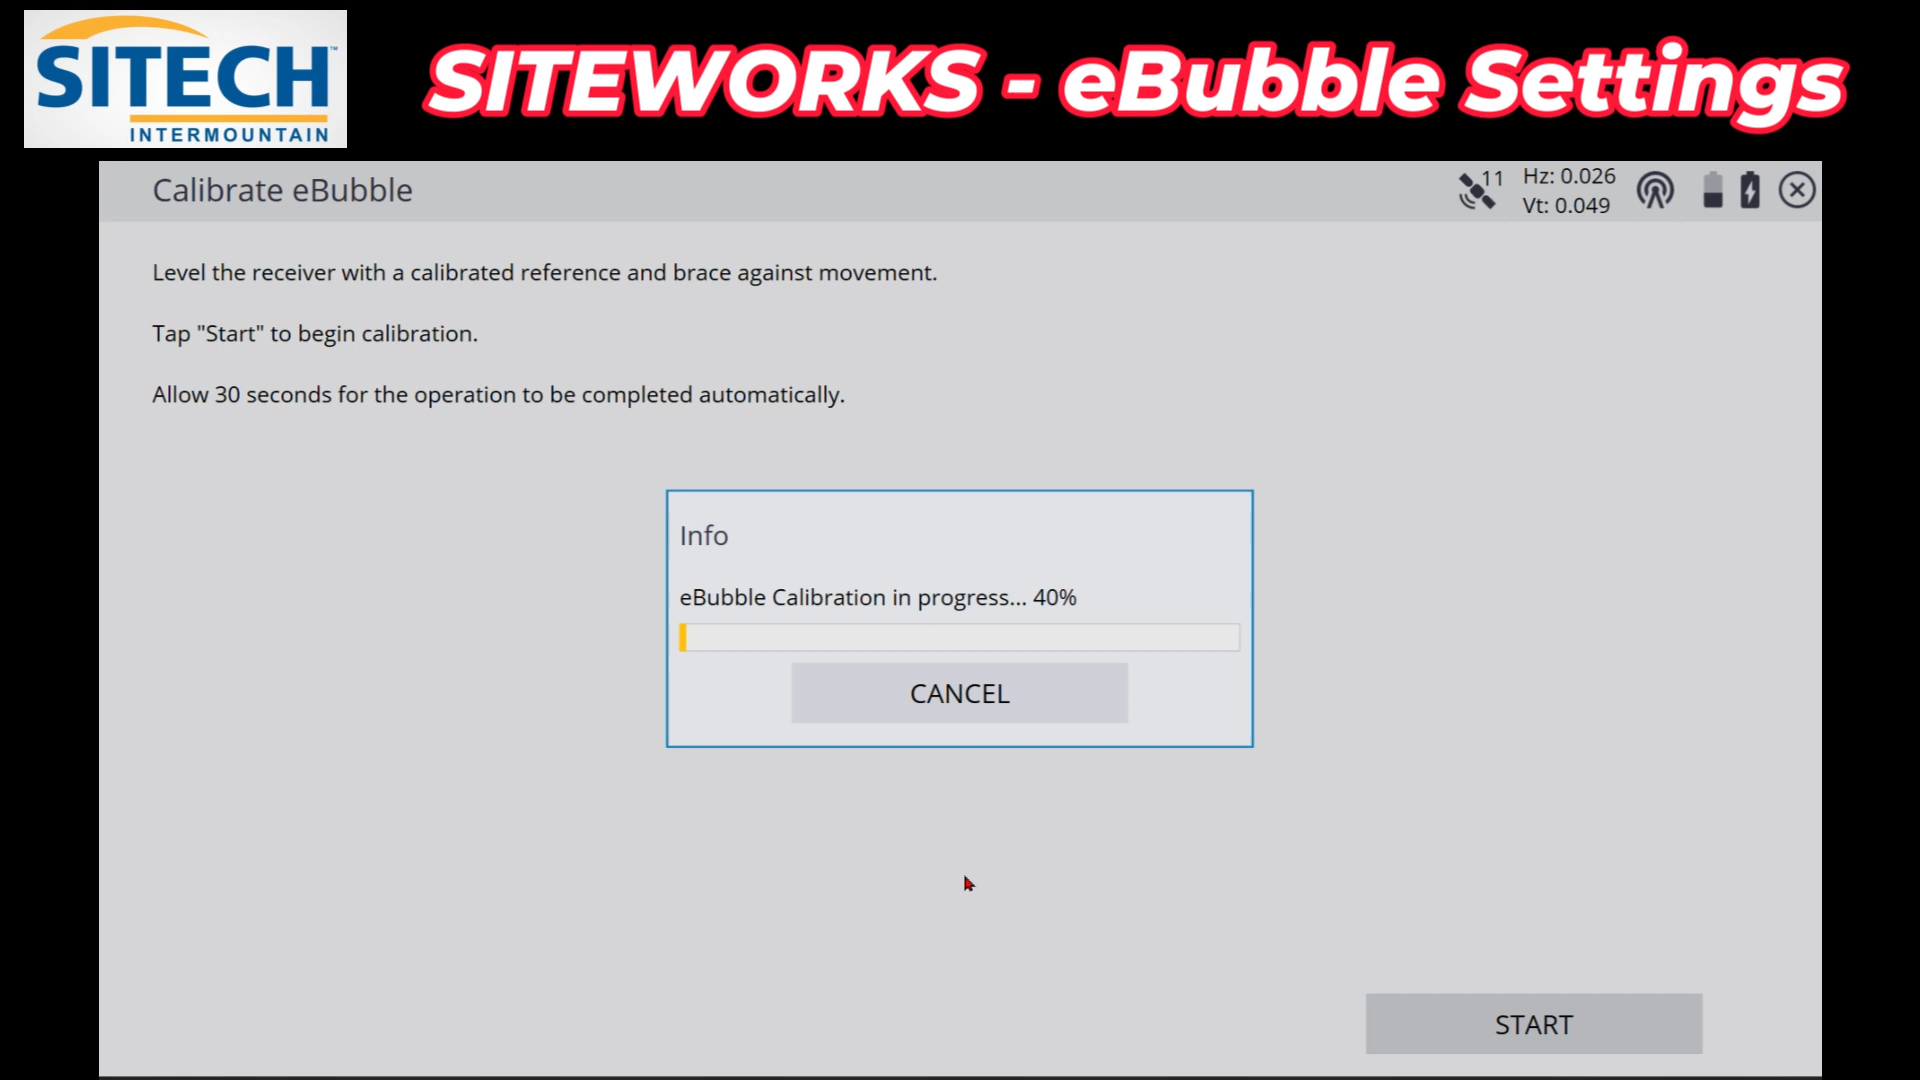 SITECH™
INTERMOUNTAIN
SITEWORKS - eBubble Settings
Calibrate eBubble
11
Hz: 0.026
Vt: 0.049
Level the receiver with a calibrated reference and brace against movement.
Tap "Start" to begin calibration.
Allow 30 seconds for the operation to be completed automatically.
Info
eBubble Calibration in progress... 40%
CANCEL
START